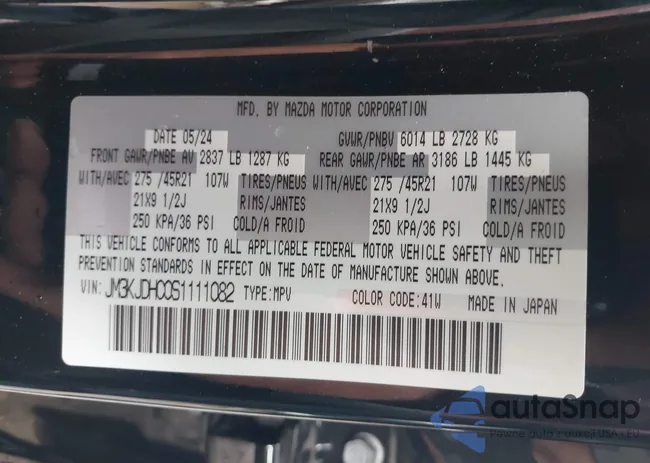 MFD. BY MAZDA MOTOR CORPORATION
DATE 05/24 GVWR/PNBV 6014 LB 2728 KG
FRONT GAWR/PNBE AV 2837 LB 1287 KG REAR GAWR/PNBE AR 3186 LB 1445 KG
WITH/AVEC 275 /45R21 107W TIRES/PNEUS WITH/AVEC 275 /45R21 107W TIRES/PNEUS
21X9 1/2J RIMS/JANTES 21X9 1/2J RIMS/JANTES
250 KPA/36 PSI COLD/A FROID 250 KPA/36 PSI COLD/A FROID
THIS VEHICLE CONFORMS TO ALL APPLICABLE FEDERAL MOTOR VEHICLE SAFETY AND THEFT
PREVENTION STANDARDS IN EFFECT ON THE DATE OF MANUFACTURE SHOWN ABOVE.
VIN: JM3KJDHC0S1111082 TYPE:MPV COLOR CODE:41W MADE IN JAPAN
autoSnap
Pewne auta z aukcji USA - EU